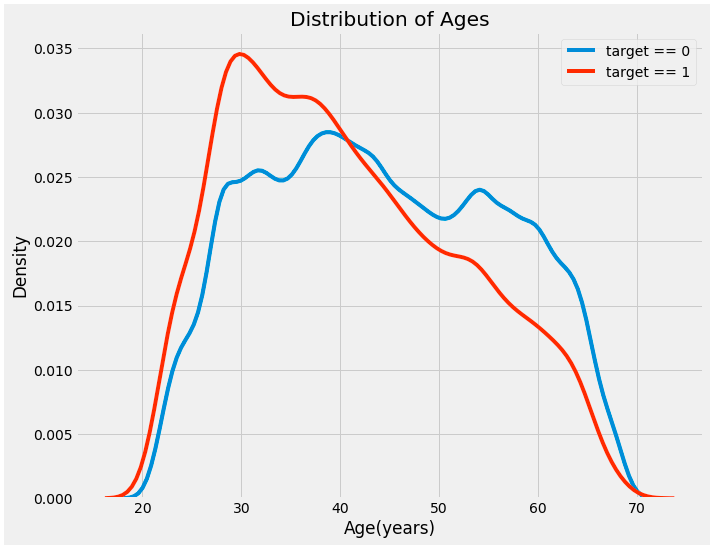 Distribution of Ages
target == 0
target == 1
Density
0.035
0.030
0.025
0.020
0.015
0.010
0.005
0.000
20 30 40 50 60 70
Age(years)